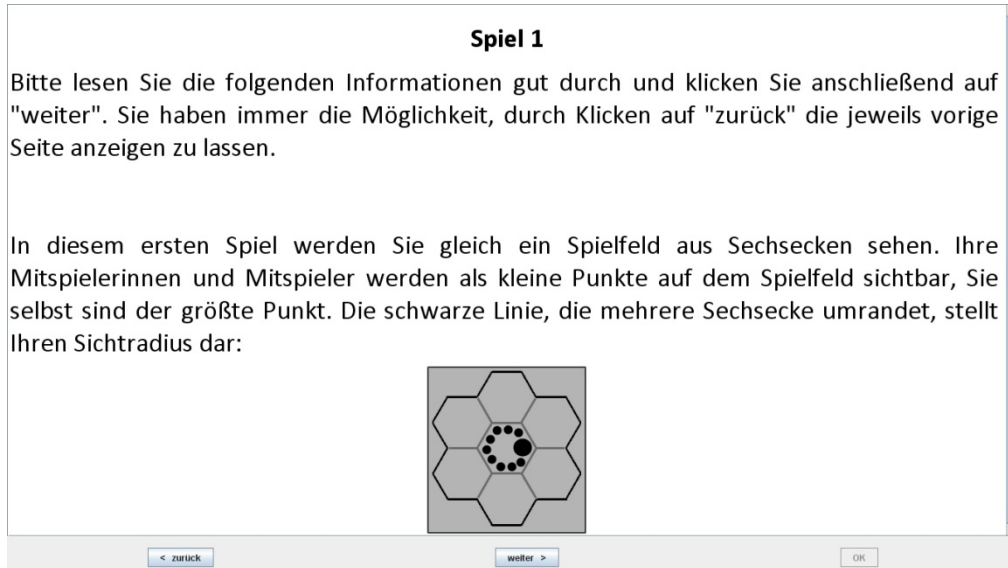 Spiel 1
Bitte lesen Sie die folgenden Informationen gut durch und klicken Sie anschließend auf
"weiter". Sie haben immer die Möglichkeit, durch Klicken auf "zurück" die jeweils vorige
Seite anzeigen zu lassen.
In diesem ersten Spiel werden Sie gleich ein Spielfeld aus Sechsecken sehen. Ihre
Mitspielerinnen und Mitspieler werden als kleine Punkte auf dem Spielfeld sichtbar, Sie
selbst sind der größte Punkt. Die schwarze Linie, die mehrere Sechsecke umrandet, stellt
Ihren Sichtradius dar:
< zurück
weiter >
OK